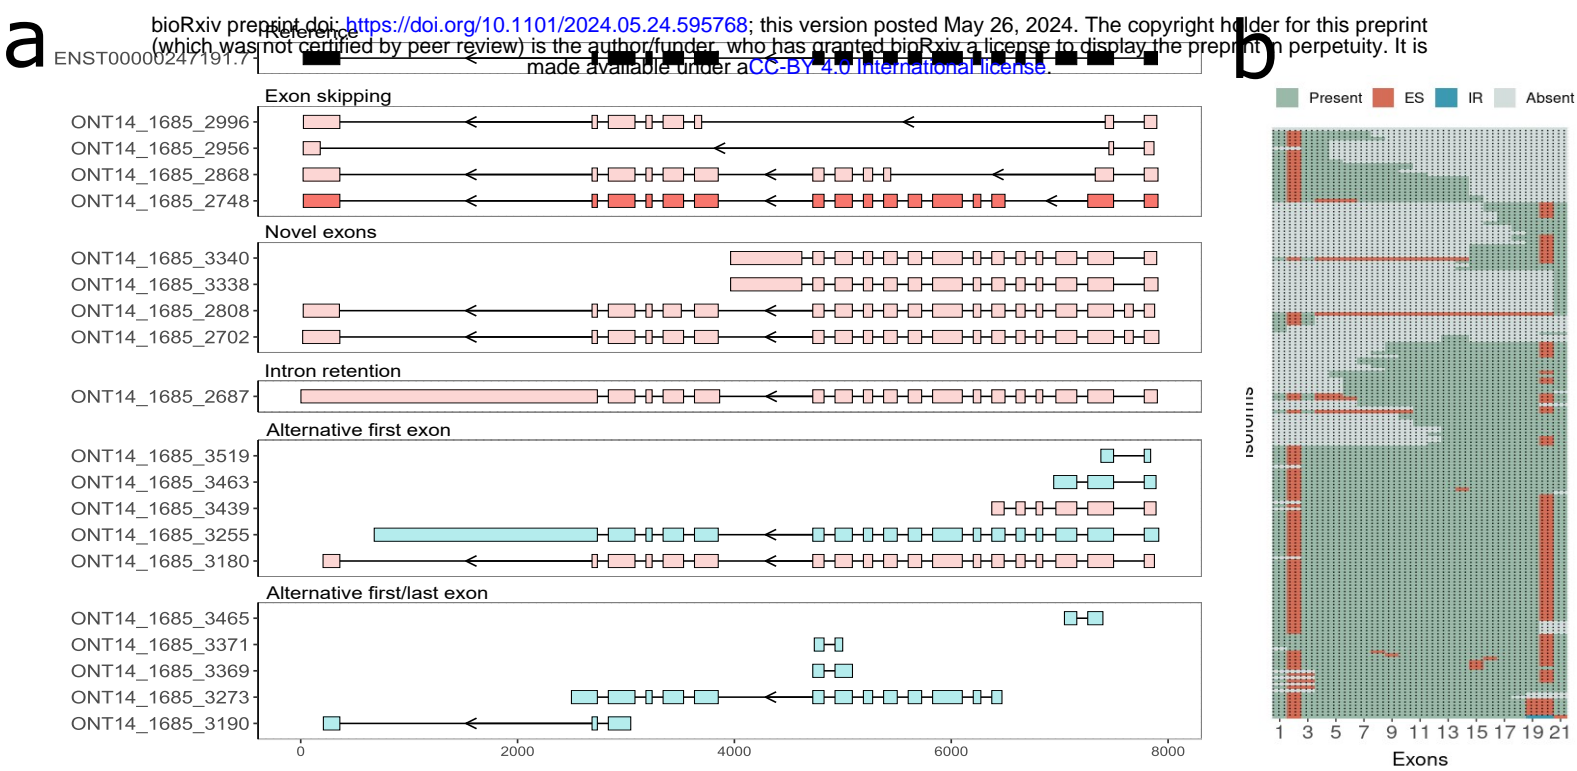 bioRxiv preprint doi: https://doi.org/10.1101/2024.05.24.595768; this version posted May 26, 2024. The copyright holder for this preprint
(which was not certified by peer review) is the author/funder, who has granted bioRxiv a license to display the preprint in perpetuity. It is
made available under aCC-BY 4.0 International license.
a
Reference
ENST00000247191.7
Exon skipping
ONT14_1685_2996
ONT14_1685_2956
ONT14_1685_2868
ONT14_1685_2748
Novel exons
ONT14_1685_3340
ONT14_1685_3338
ONT14_1685_2808
ONT14_1685_2702
Intron retention
ONT14_1685_2687
Alternative first exon
ONT14_1685_3519
ONT14_1685_3463
ONT14_1685_3439
ONT14_1685_3255
ONT14_1685_3180
Alternative first/last exon
ONT14_1685_3465
ONT14_1685_3371
ONT14_1685_3369
ONT14_1685_3273
ONT14_1685_3190
0 2000 4000 6000 8000
b
Present ES IR Absent
Isoforms
1 3 5 7 9 11 13 15 17 19 21
Exons